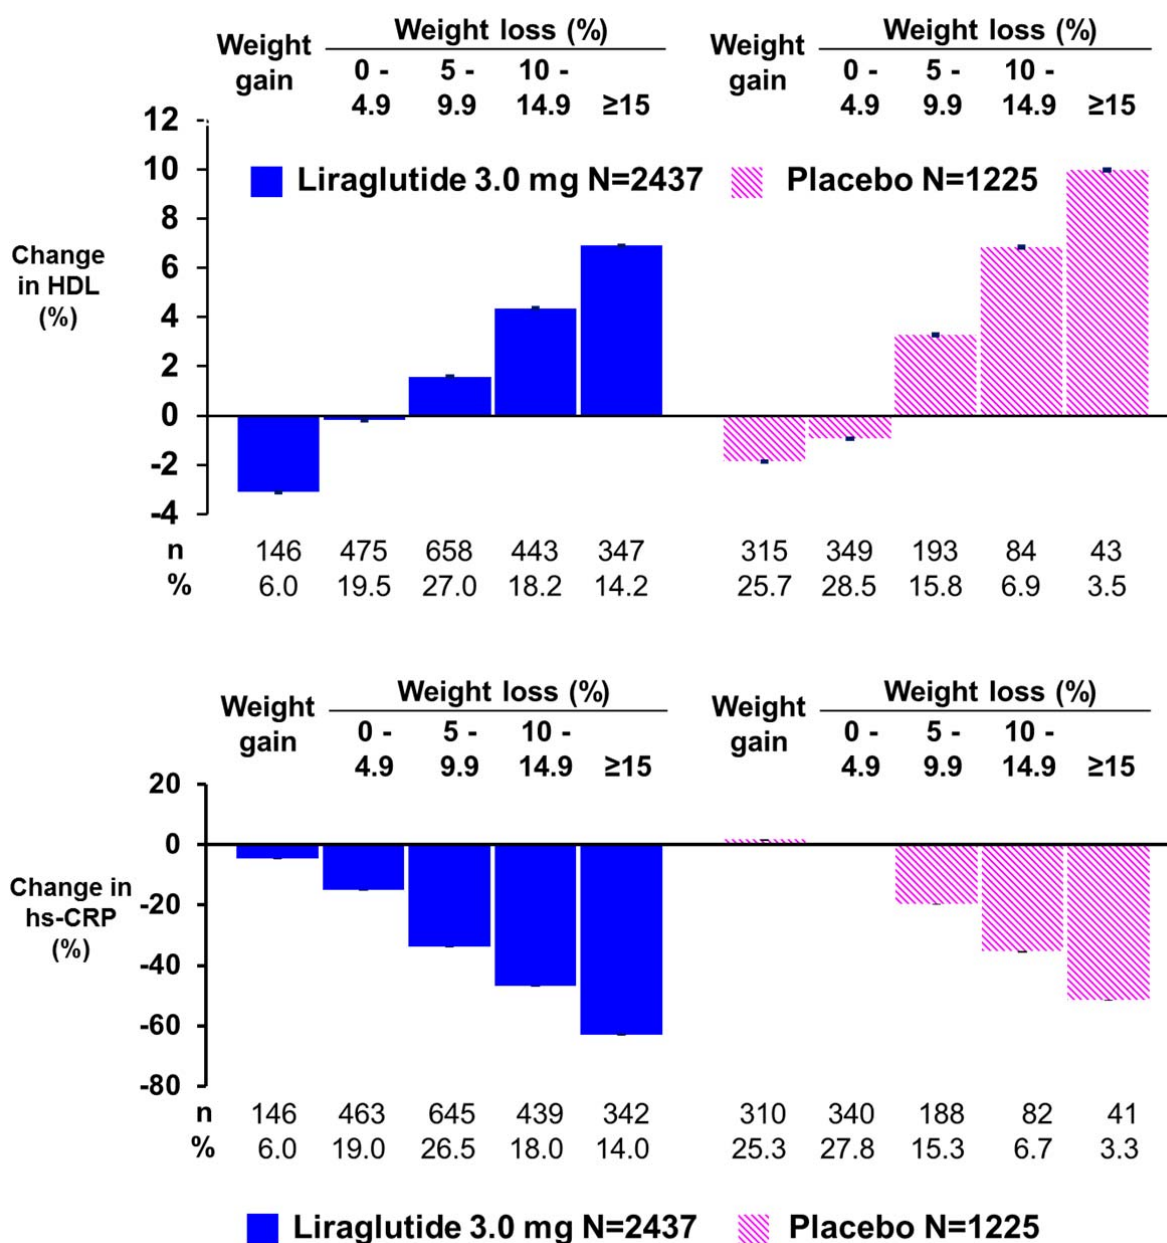 Weight gain Weight loss (%) Weight gain Weight loss (%)
0 - 4.9 5 - 9.9 10 - 14.9 ≥15 0 - 4.9 5 - 9.9 10 - 14.9 ≥15
12
10
8
6
4
2
0
-2
-4
Liraglutide 3.0 mg N=2437 Placebo N=1225
Change
in HDL
(%)
n 146 475 658 443 347 315 349 193 84 43
% 6.0 19.5 27.0 18.2 14.2 25.7 28.5 15.8 6.9 3.5
Weight gain Weight loss (%) Weight gain Weight loss (%)
0 - 4.9 5 - 9.9 10 - 14.9 ≥15 0 - 4.9 5 - 9.9 10 - 14.9 ≥15
20
0
-20
-40
-60
-80
Change in
hs-CRP
(%)
n 146 463 645 439 342 310 340 188 82 41
% 6.0 19.0 26.5 18.0 14.0 25.3 27.8 15.3 6.7 3.3
Liraglutide 3.0 mg N=2437 Placebo N=1225